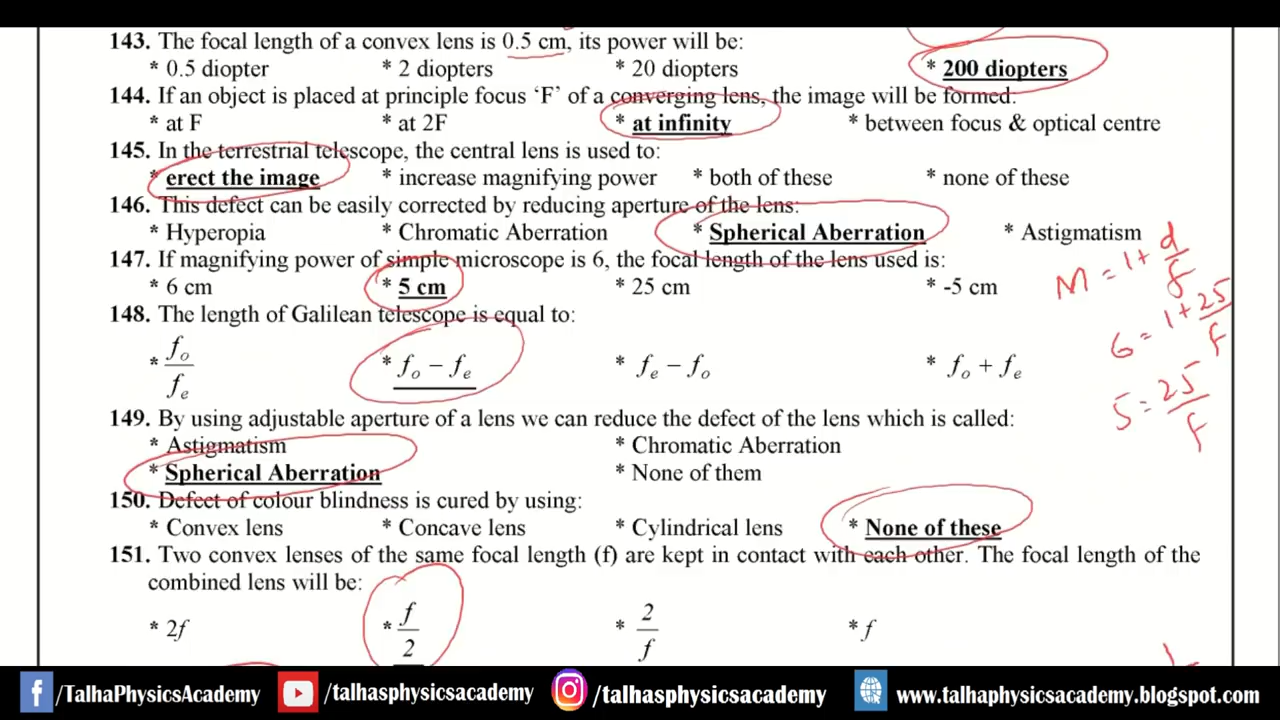 143. The focal length of a convex lens is 0.5 cm, its power will be:
* 0.5 diopter * 2 diopters * 20 diopters * 200 diopters
144. If an object is placed at principle focus ‘F’ of a converging lens, the image will be formed:
* at F * at 2F * at infinity * between focus & optical centre
145. In the terrestrial telescope, the central lens is used to:
* erect the image * increase magnifying power * both of these * none of these
146. This defect can be easily corrected by reducing aperture of the lens:
* Hyperopia * Chromatic Aberration * Spherical Aberration * Astigmatism
147. If magnifying power of simple microscope is 6, the focal length of the lens used is:
* 6 cm * 5 cm * 25 cm * -5 cm
M = 1 + d/f
6 = 1 + 25/f
5 = 25/f
148. The length of Galilean telescope is equal to:
* fo/fe * fo – fe * fe – fo * fo + fe
149. By using adjustable aperture of a lens we can reduce the defect of the lens which is called:
* Astigmatism * Chromatic Aberration
* Spherical Aberration * None of them
150. Defect of colour blindness is cured by using:
* Convex lens * Concave lens * Cylindrical lens * None of these
151. Two convex lenses of the same focal length (f) are kept in contact with each other. The focal length of the
combined lens will be:
* 2f * f/2 * 2/f * f
/TalhaPhysicsAcademy /talhasphysicsacademy /talhasphysicsacademy www.talhaphysicsacademy.blogspot.com